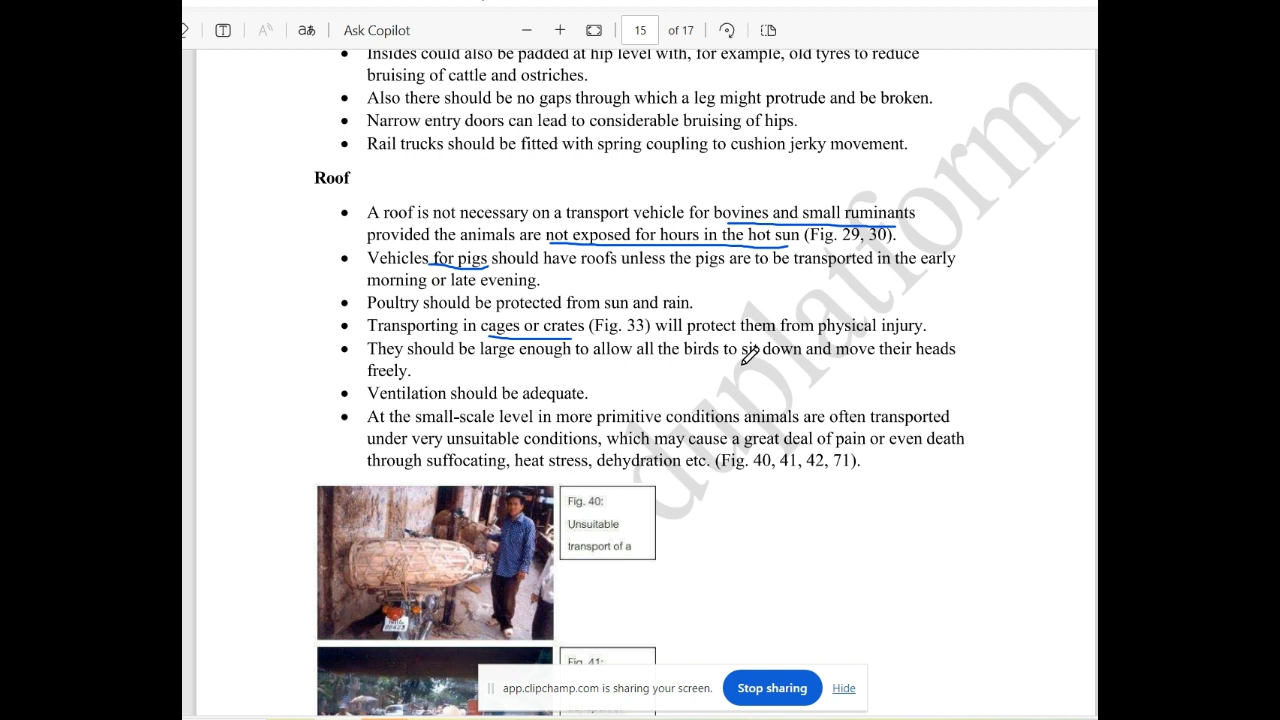 Ask Copilot
15 of 17
Insides could also be padded at hip level with, for example, old tyres to reduce
bruising of cattle and ostriches.
Also there should be no gaps through which a leg might protrude and be broken.
Narrow entry doors can lead to considerable bruising of hips.
Rail trucks should be fitted with spring coupling to cushion jerky movement.
Roof
A roof is not necessary on a transport vehicle for bovines and small ruminants
provided the animals are not exposed for hours in the hot sun (Fig. 29, 30).
Vehicles for pigs should have roofs unless the pigs are to be transported in the early
morning or late evening.
Poultry should be protected from sun and rain.
Transporting in cages or crates (Fig. 33) will protect them from physical injury.
They should be large enough to allow all the birds to sit down and move their heads
freely.
Ventilation should be adequate.
At the small-scale level in more primitive conditions animals are often transported
under very unsuitable conditions, which may cause a great deal of pain or even death
through suffocating, heat stress, dehydration etc. (Fig. 40, 41, 42, 71).
duplatform
Fig. 40:
Unsuitable
transport of a
Fig. 41:
app.clipchamp.com is sharing your screen.
Stop sharing
Hide